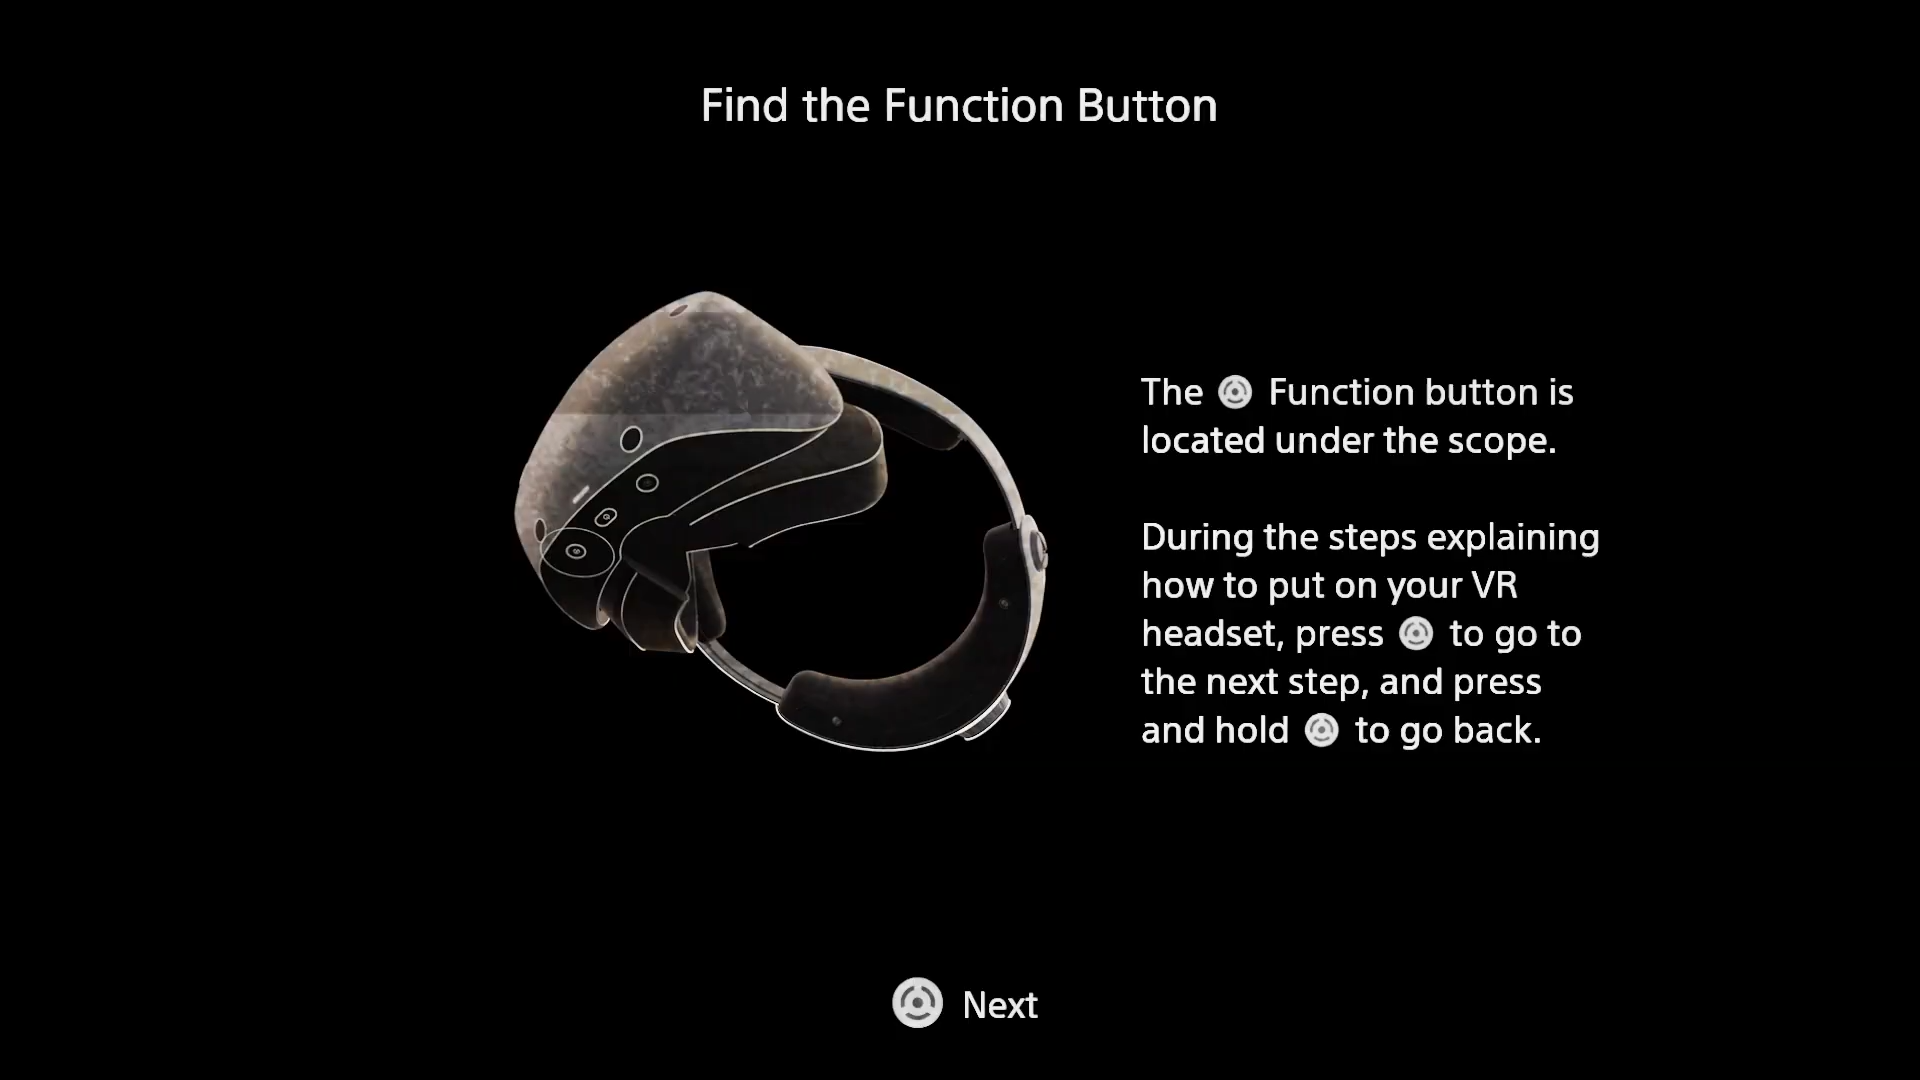 Find the Function Button
The Function button is
located under the scope.
During the steps explaining
how to put on your VR
headset, press to go to
the next step, and press
and hold to go back.
Next